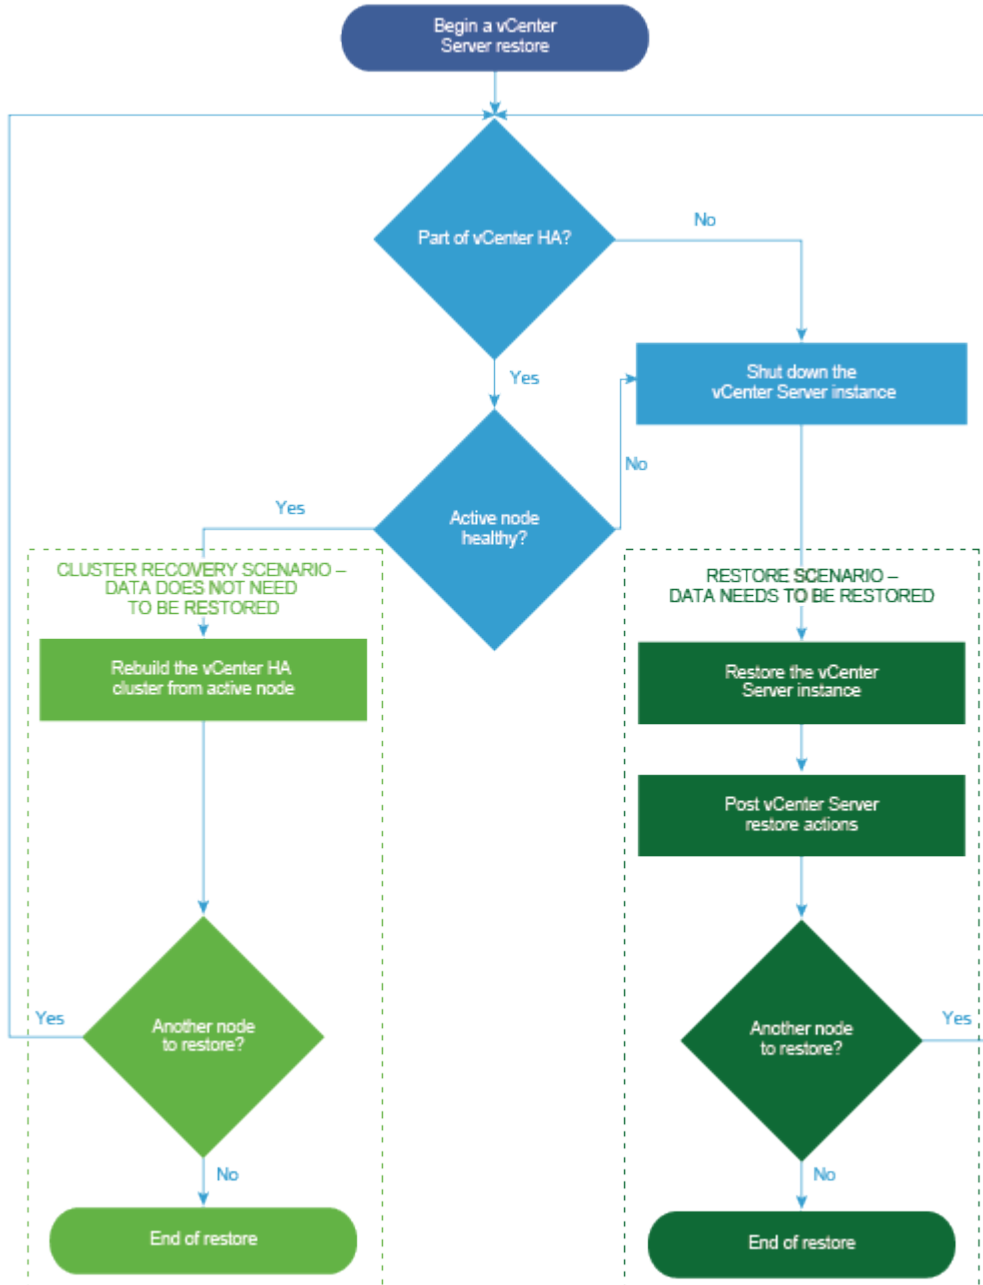 Begin a vCenter
Server restore
Part of vCenter HA?
No
Yes
Shut down the
vCenter Server instance
No
Yes
Active node
healthy?
CLUSTER RECOVERY SCENARIO –
DATA DOES NOT NEED
TO BE RESTORED
RESTORE SCENARIO –
DATA NEEDS TO BE RESTORED
Rebuild the vCenter HA
cluster from active node
Restore the vCenter
Server instance
Post vCenter Server
restore actions
Yes
Another node
to restore?
Another node
to restore?
Yes
No
No
End of restore
End of restore